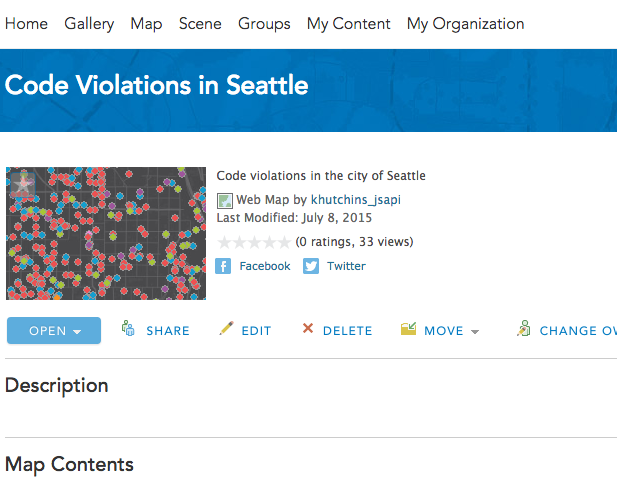 Home Gallery Map Scene Groups My Content My Organization
Code Violations in Seattle
Code violations in the city of Seattle
Web Map by khutchins_jsapi
Last Modified: July 8, 2015
(0 ratings, 33 views)
Facebook Twitter
OPEN SHARE EDIT DELETE MOVE CHANGE
Description
Map Contents